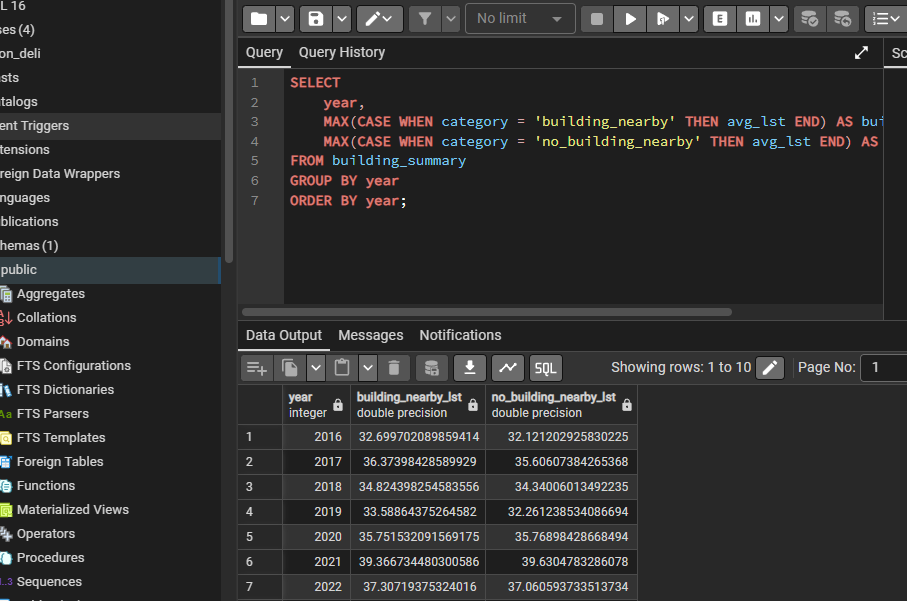 L 16
ses (4)
on_deli
sts
talogs
ent Triggers
tensions
reign Data Wrappers
nguages
blications
hemas (1)
public
Aggregates
Collations
Domains
FTS Configurations
FTS Dictionaries
Aa FTS Parsers
FTS Templates
Foreign Tables
Functions
Materialized Views
Operators
Procedures
1..3 Sequences
No limit
E
Query Query History
Sc
1 SELECT
2 year,
3 MAX(CASE WHEN category = 'building_nearby' THEN avg_lst END) AS bui
4 MAX(CASE WHEN category = 'no_building_nearby' THEN avg_lst END) AS
5 FROM building_summary
6 GROUP BY year
7 ORDER BY year;
Data Output Messages Notifications
SQL Showing rows: 1 to 10 Page No: 1
year building_nearby_lst no_building_nearby_lst
integer double precision double precision
1 2016 32.699702089859414 32.121202925830225
2 2017 36.37398428589929 35.60607384265368
3 2018 34.824398254583556 34.34006013492235
4 2019 33.58864375264582 32.261238534086694
5 2020 35.751532091569175 35.76898428668494
6 2021 39.366734480300586 39.6304783286078
7 2022 37.30719375324016 37.060593733513734